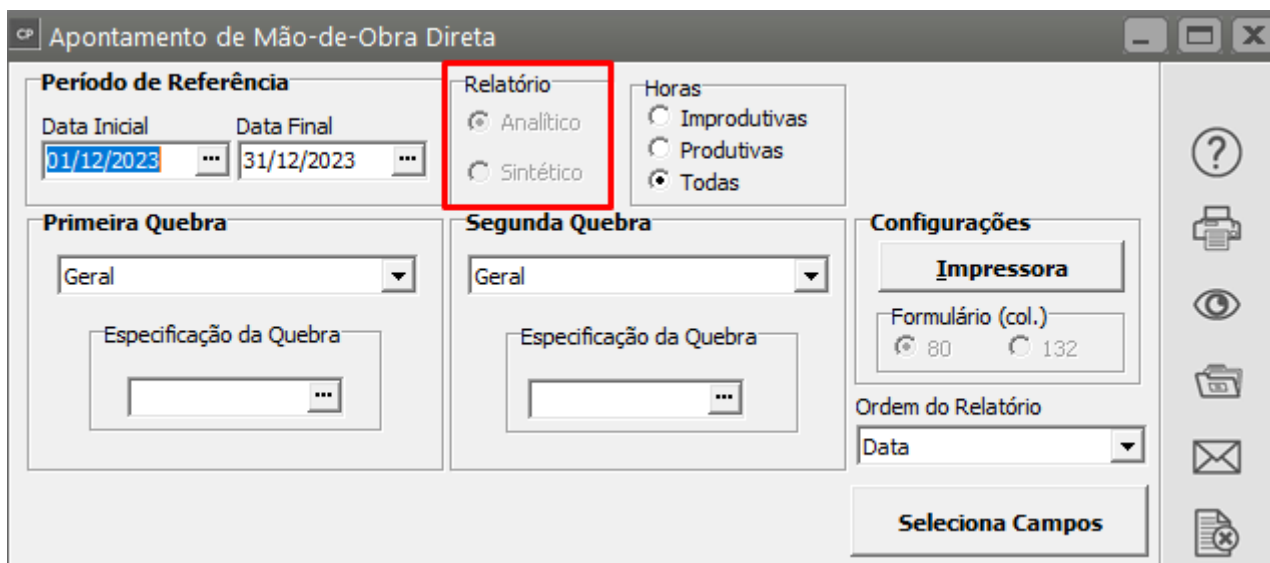 CP Apontamento de Mão-de-Obra Direta
Período de Referência
Data Inicial Data Final
01/12/2023 ... 31/12/2023 ...
Relatório
Analítico
Sintético
Horas
Improdutivas
Produtivas
Todas
Primeira Quebra
Geral
Especificação da Quebra
...
Segunda Quebra
Geral
Especificação da Quebra
...
Configurações
Impressora
Formulário (col.)
80 132
Ordem do Relatório
Data
Seleciona Campos